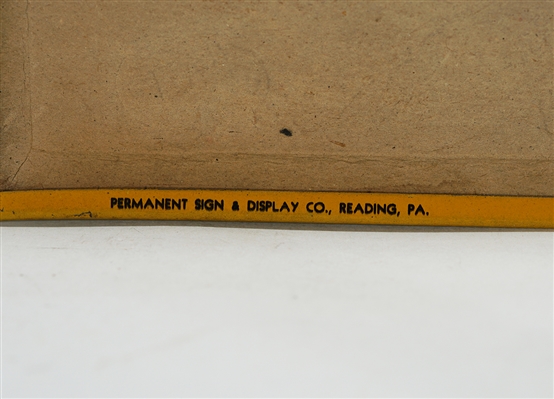 PERMANENT SIGN & DISPLAY CO., READING, PA.